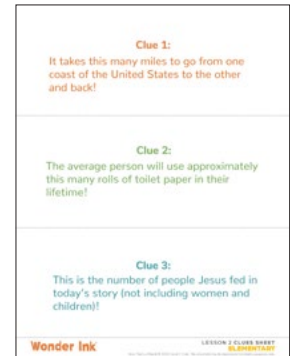 Clue 1:
It takes this many miles to go from one
coast of the United States to the other
and back!
Clue 2:
The average person will use approximately
this many rolls of toilet paper in their
lifetime!
Clue 3:
This is the number of people Jesus fed in
today's story (not including women and
children)!
Wonder Ink
LESSON 2 CLUES SHEET
ELEMENTARY